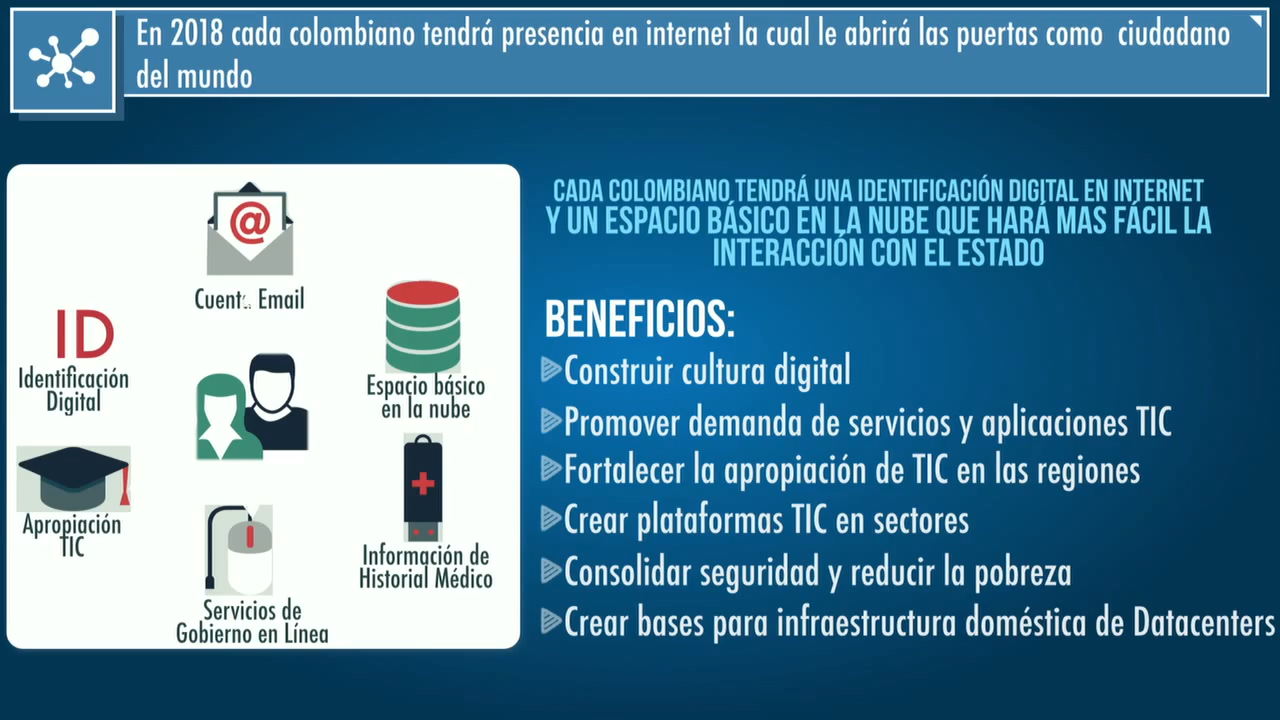 En 2018 cada colombiano tendrá presencia en internet la cual le abrirá las puertas como ciudadano
del mundo
@
Cuenta Email
ID
Identificación
Digital
Espacio básico
en la nube
Apropiación
TIC
Información de
Historial Médico
Servicios de
Gobierno en Línea
CADA COLOMBIANO TENDRÁ UNA IDENTIFICACIÓN DIGITAL EN INTERNET
Y UN ESPACIO BÁSICO EN LA NUBE QUE HARÁ MAS FÁCIL LA
INTERACCIÓN CON EL ESTADO
BENEFICIOS:
Construir cultura digital
Promover demanda de servicios y aplicaciones TIC
Fortalecer la apropiación de TIC en las regiones
Crear plataformas TIC en sectores
Consolidar seguridad y reducir la pobreza
Crear bases para infraestructura doméstica de Datacenters